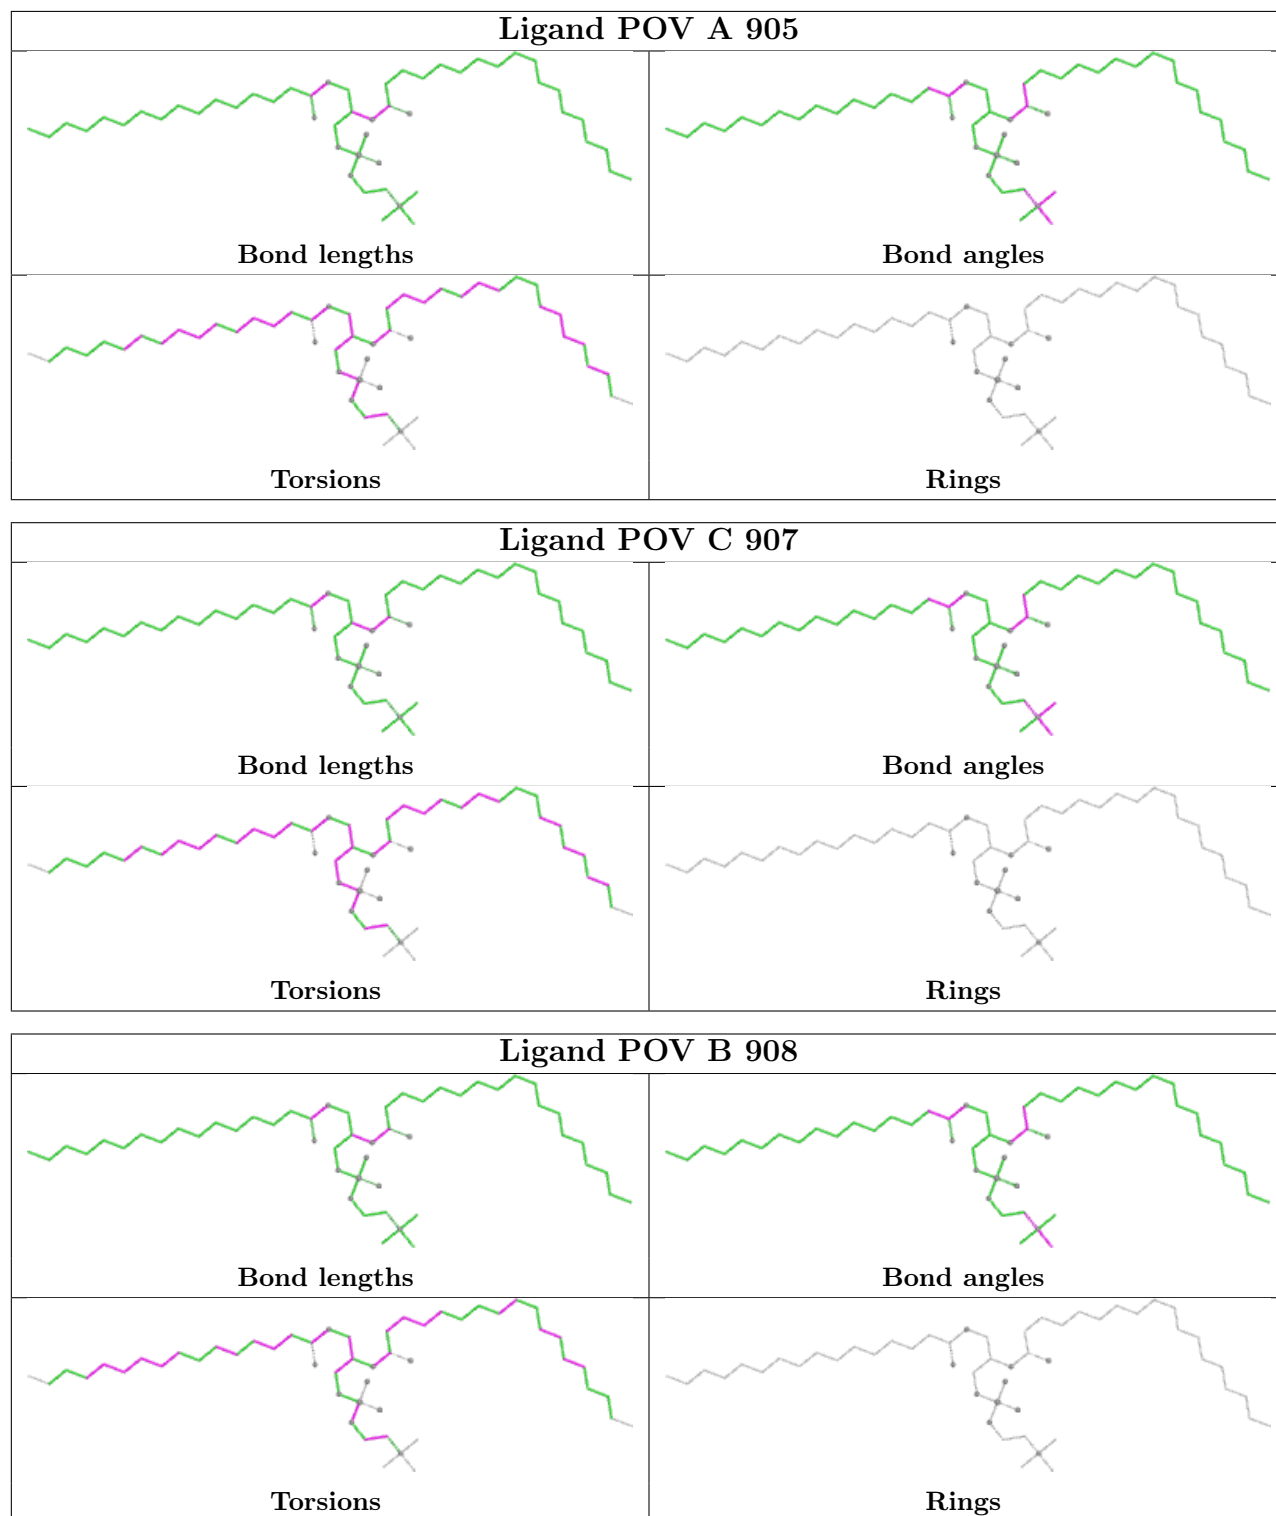 Ligand POV A 905
Bond lengths
Bond angles
Torsions
Rings
Ligand POV C 907
Bond lengths
Bond angles
Torsions
Rings
Ligand POV B 908
Bond lengths
Bond angles
Torsions
Rings